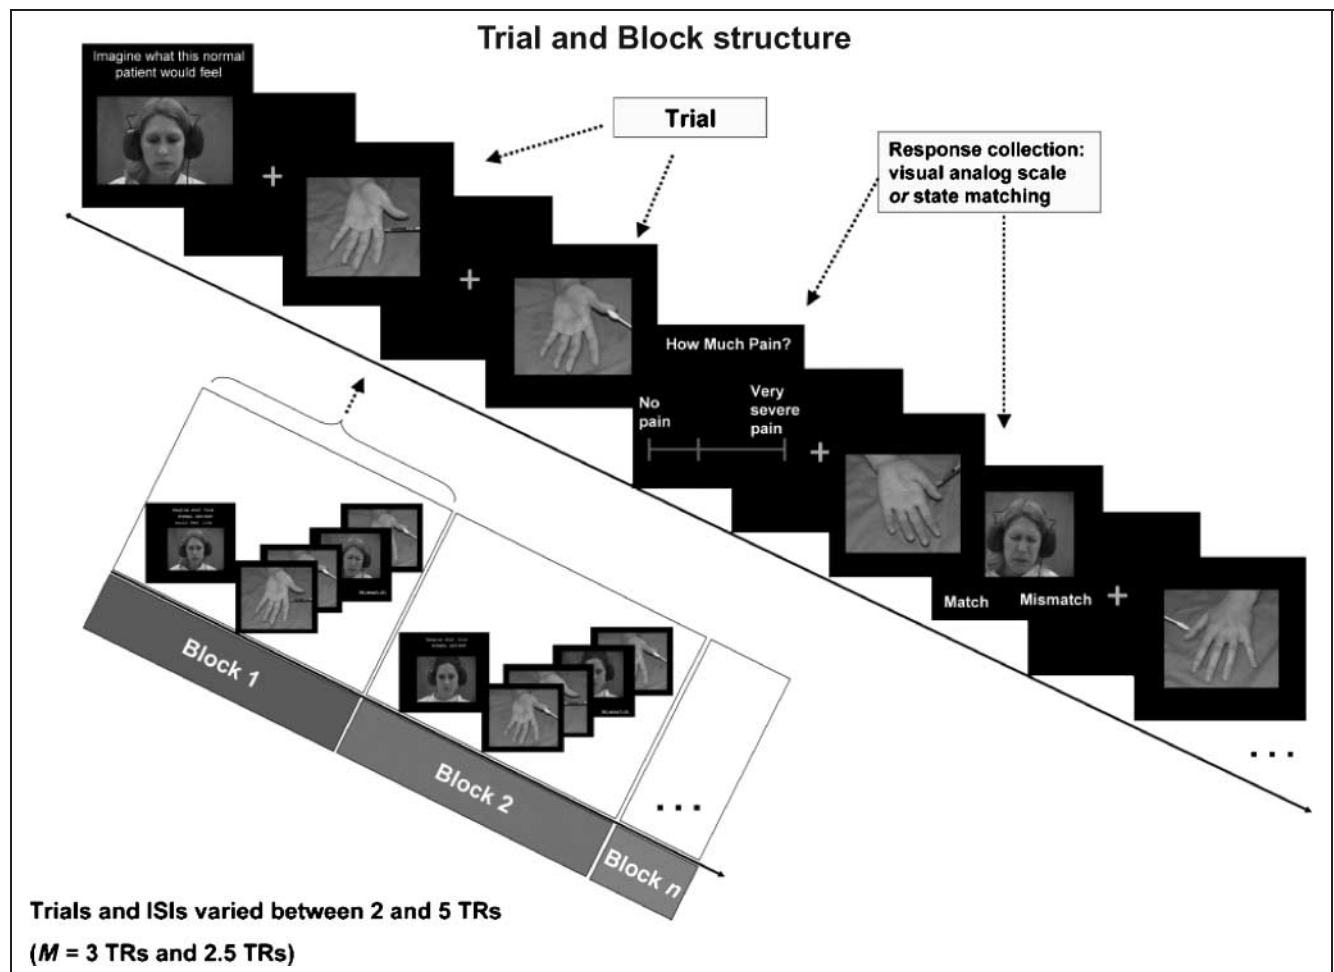 Trial and Block structure
Imagine what this normal
patient would feel
Trial
Response collection:
visual analog scale
or state matching
How Much Pain?
No
pain
Very
severe
pain
Match
Mismatch
Mismatch
Mismatch
Block 1
Block 2
Block n
...
...
Trials and ISIs varied between 2 and 5 TRs
(M = 3 TRs and 2.5 TRs)